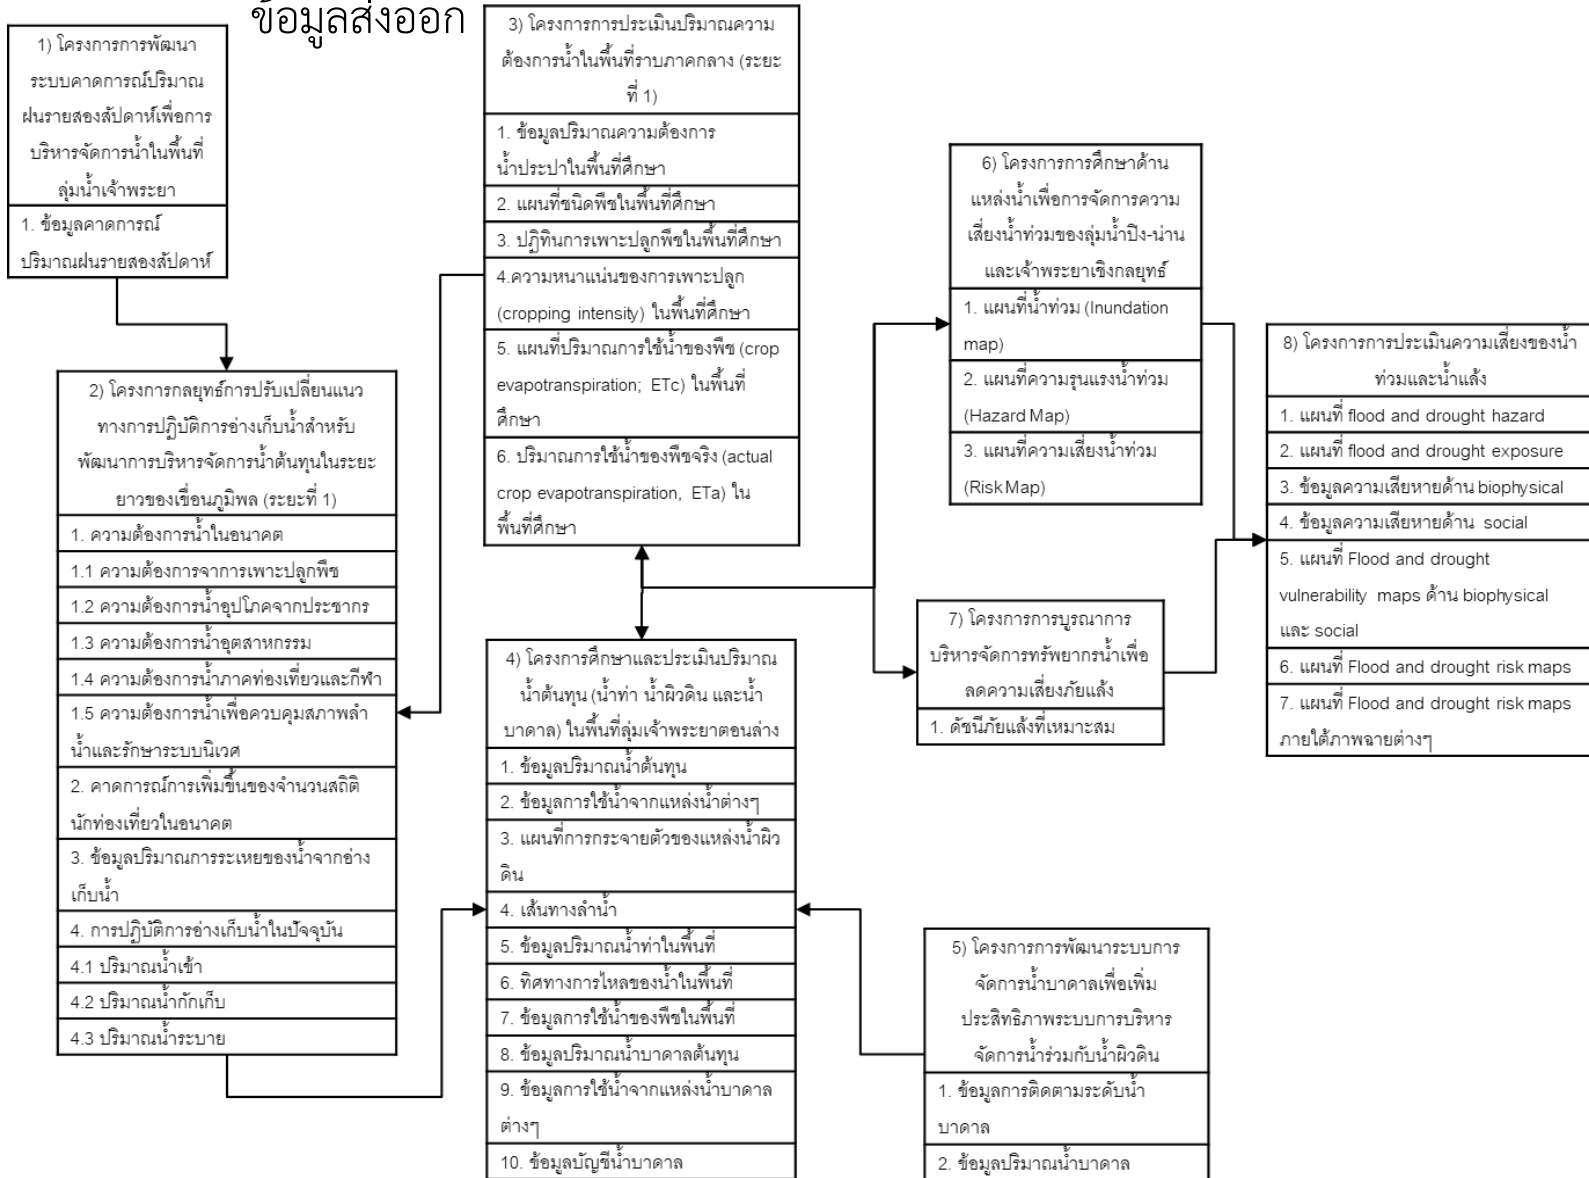 ข้อมูลส่งออก
1) โครงการการพัฒนา
ระบบคาดการณ์ปริมาณ
ฝนรายสองสัปดาห์เพื่อการ
บริหารจัดการน้ำในพื้นที่
ลุ่มน้ำเจ้าพระยา
1. ข้อมูลคาดการณ์
ปริมาณฝนรายสองสัปดาห์
2) โครงการกลยุทธ์การปรับเปลี่ยนแนว
ทางการปฏิบัติการอ่างเก็บน้ำสำหรับ
พัฒนาการบริหารจัดการน้ำต้นทุนในระยะ
ยาวของเขื่อนภูมิพล (ระยะที่ 1)
1. ความต้องการน้ำในอนาคต
1.1 ความต้องการจาการเพาะปลูกพืช
1.2 ความต้องการน้ำอุปโภคจากประชากร
1.3 ความต้องการน้ำอุตสาหกรรม
1.4 ความต้องการน้ำภาคท่องเที่ยวและกีฬา
1.5 ความต้องการน้ำเพื่อควบคุมสภาพลำ
น้ำและรักษาระบบนิเวศ
2. คาดการณ์การเพิ่มขึ้นของจำนวนสถิติ
นักท่องเที่ยวในอนาคต
3. ข้อมูลปริมาณการระเหยของน้ำจากอ่าง
เก็บน้ำ
4. การปฏิบัติการอ่างเก็บน้ำในปัจจุบัน
4.1 ปริมาณน้ำเข้า
4.2 ปริมาณน้ำกักเก็บ
4.3 ปริมาณน้ำระบาย
3) โครงการการประเมินปริมาณความ
ต้องการน้ำในพื้นที่ราบภาคกลาง (ระยะ
ที่ 1)
1. ข้อมูลปริมาณความต้องการ
น้ำประปาในพื้นที่ศึกษา
2. แผนที่ชนิดพืชในพื้นที่ศึกษา
3. ปฏิทินการเพาะปลูกพืชในพื้นที่ศึกษา
4.ความหนาแน่นของการเพาะปลูก
(cropping intensity) ในพื้นที่ศึกษา
5. แผนที่ปริมาณการใช้น้ำของพืช (crop
evapotranspiration; ETc) ในพื้นที่
ศึกษา
6. ปริมาณการใช้น้ำของพืชจริง (actual
crop evapotranspiration, ETa) ใน
พื้นที่ศึกษา
4) โครงการศึกษาและประเมินปริมาณ
น้ำต้นทุน (น้ำท่า น้ำผิวดิน และน้ำ
บาดาล) ในพื้นที่ลุ่มเจ้าพระยาตอนล่าง
1. ข้อมูลปริมาณน้ำต้นทุน
2. ข้อมูลการใช้น้ำจากแหล่งน้ำต่างๆ
3. แผนที่การกระจายตัวของแหล่งน้ำผิว
ดิน
4. เส้นทางลำน้ำ
5. ข้อมูลปริมาณน้ำท่าในพื้นที่
6. ทิศทางการไหลของน้ำในพื้นที่
7. ข้อมูลการใช้น้ำของพืชในพื้นที่
8. ข้อมูลปริมาณน้ำบาดาลต้นทุน
9. ข้อมูลการใช้น้ำจากแหล่งน้ำบาดาล
ต่างๆ
10. ข้อมูลบัญชีน้ำบาดาล
6) โครงการการศึกษาด้าน
แหล่งน้ำเพื่อการจัดการความ
เสี่ยงน้ำท่วมของลุ่มน้ำปิง-น่าน
และเจ้าพระยาเชิงกลยุทธ์
1. แผนที่น้ำท่วม (Inundation
map)
2. แผนที่ความรุนแรงน้ำท่วม
(Hazard Map)
3. แผนที่ความเสี่ยงน้ำท่วม
(Risk Map)
7) โครงการการบูรณาการ
บริหารจัดการทรัพยากรน้ำเพื่อ
ลดความเสี่ยงภัยแล้ง
1. ดัชนีภัยแล้งที่เหมาะสม
5) โครงการการพัฒนาระบบการ
จัดการน้ำบาดาลเพื่อเพิ่ม
ประสิทธิภาพระบบการบริหาร
จัดการน้ำร่วมกับน้ำผิวดิน
1. ข้อมูลการติดตามระดับน้ำ
บาดาล
2. ข้อมูลปริมาณน้ำบาดาล
8) โครงการการประเมินความเสี่ยงของน้ำ
ท่วมและน้ำแล้ง
1. แผนที่ flood and drought hazard
2. แผนที่ flood and drought exposure
3. ข้อมูลความเสียหายด้าน biophysical
4. ข้อมูลความเสียหายด้าน social
5. แผนที่ Flood and drought
vulnerability maps ด้าน biophysical
และ social
6. แผนที่ Flood and drought risk maps
7. แผนที่ Flood and drought risk maps
ภายใต้ภาพฉายต่างๆ